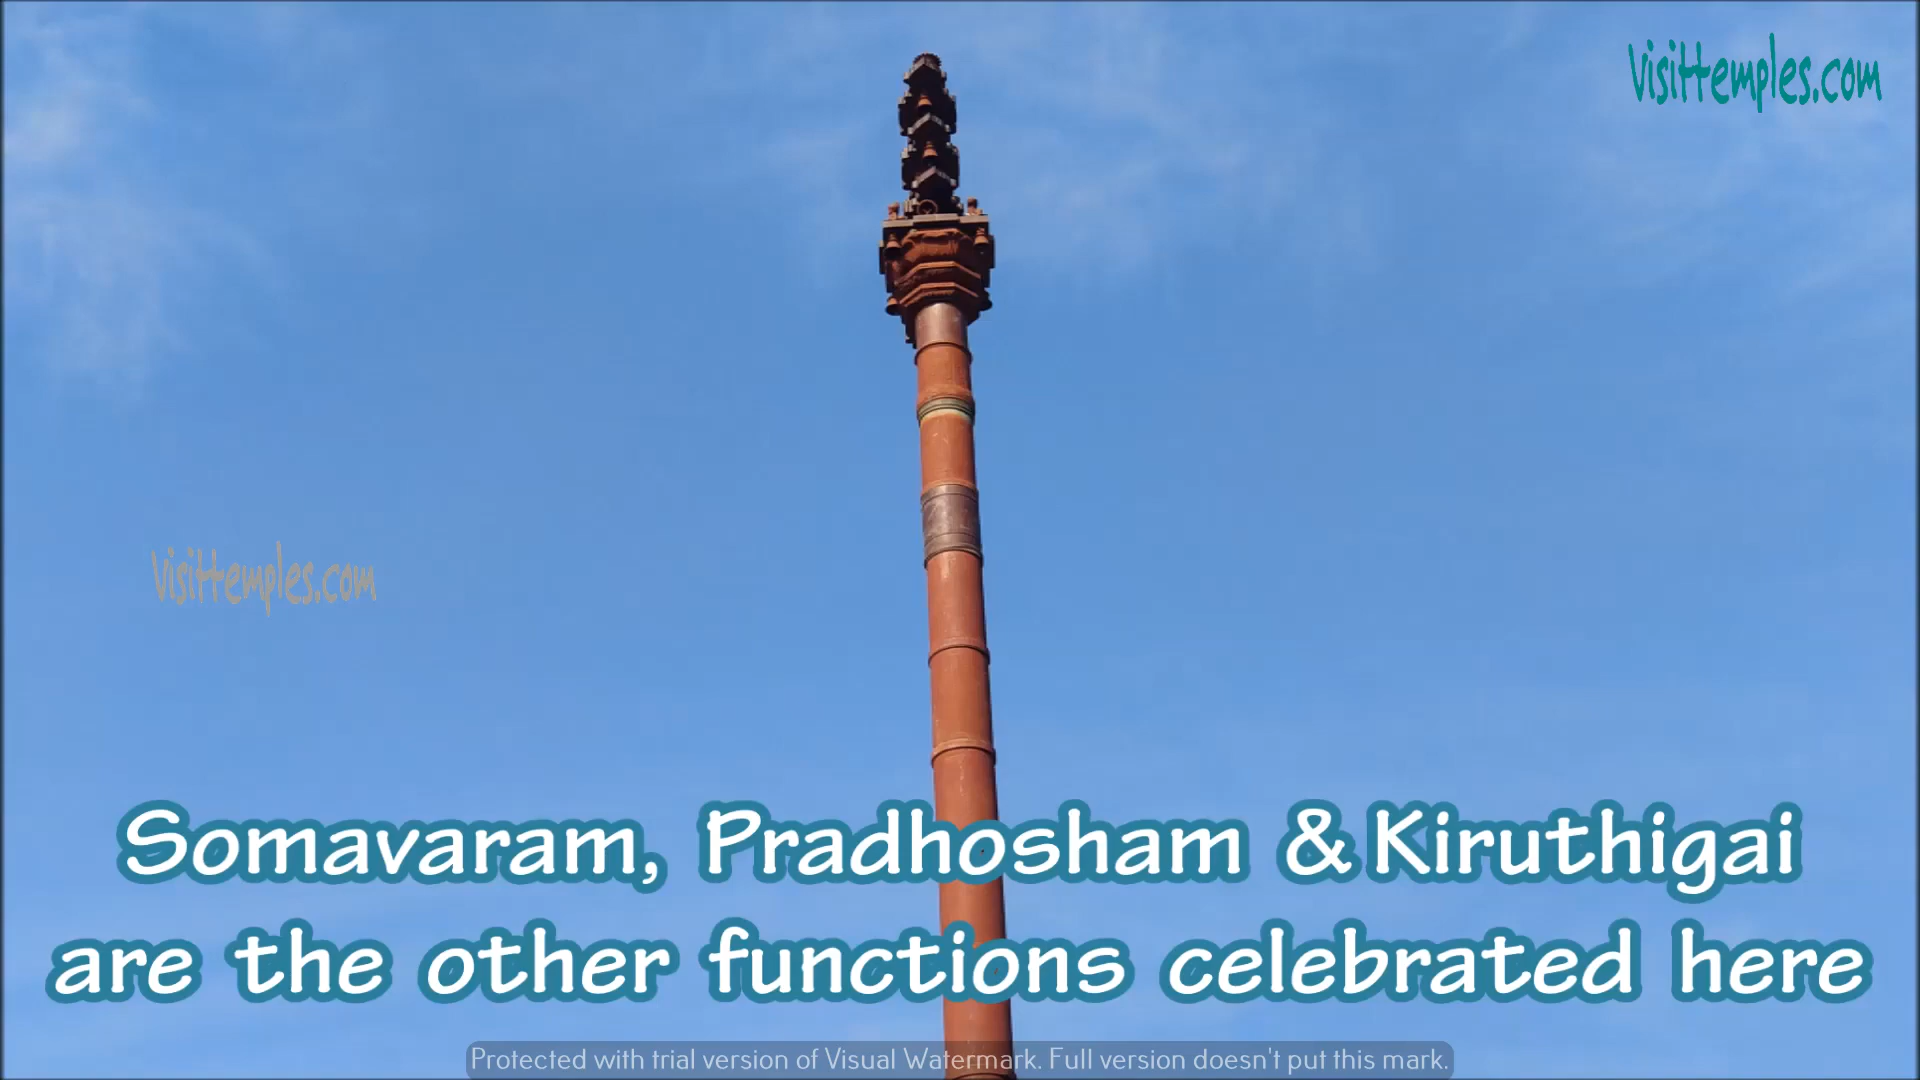 Visittemples.com
Visittemples.com
Somavaram, Pradhosham & Kiruthigai
are the other functions celebrated here
Protected with trial version of Visual Watermark. Full version doesn't put this mark.